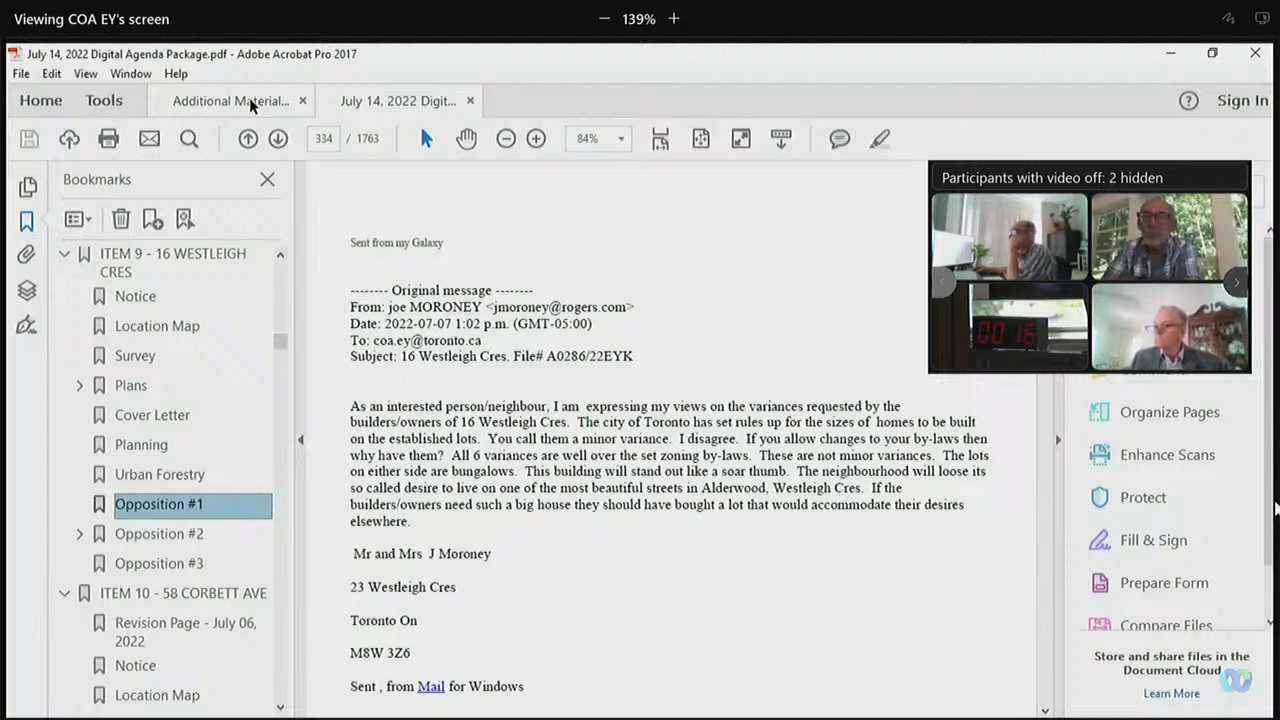 Viewing COA EY's screen
139%
July 14, 2022 Digital Agenda Package.pdf - Adobe Acrobat Pro 2017
File Edit View Window Help
Home Tools Additional Material... July 14, 2022 Digit... Sign In
334 / 1763 84%
Bookmarks
Participants with video off: 2 hidden
0016
ITEM 9 - 16 WESTLEIGH
CRES
Notice
Location Map
Survey
Plans
Cover Letter
Planning
Urban Forestry
Opposition #1
Opposition #2
Opposition #3
ITEM 10 - 58 CORBETT AVE
Revision Page - July 06,
2022
Notice
Location Map
Sent from my Galaxy
-------- Original message --------
From: joe MORONEY <jmoroney@rogers.com>
Date: 2022-07-07 1:02 p.m. (GMT-05:00)
To: coa.ey@toronto.ca
Subject: 16 Westleigh Cres. File# A0286/22EYK
As an interested person/neighbour, I am expressing my views on the variances requested by the
builders/owners of 16 Westleigh Cres. The city of Toronto has set rules up for the sizes of homes to be built
on the established lots. You call them a minor variance. I disagree. If you allow changes to your by-laws then
why have them? All 6 variances are well over the set zoning by-laws. These are not minor variances. The lots
on either side are bungalows. This building will stand out like a soar thumb. The neighbourhood will loose its
so called desire to live on one of the most beautiful streets in Alderwood, Westleigh Cres. If the
builders/owners need such a big house they should have bought a lot that would accommodate their desires
elsewhere.
Mr and Mrs J Moroney
23 Westleigh Cres
Toronto On
M8W 3Z6
Sent , from Mail for Windows
Organize Pages
Enhance Scans
Protect
Fill & Sign
Prepare Form
Compare Files
Store and share files in the
Document Cloud
Learn More